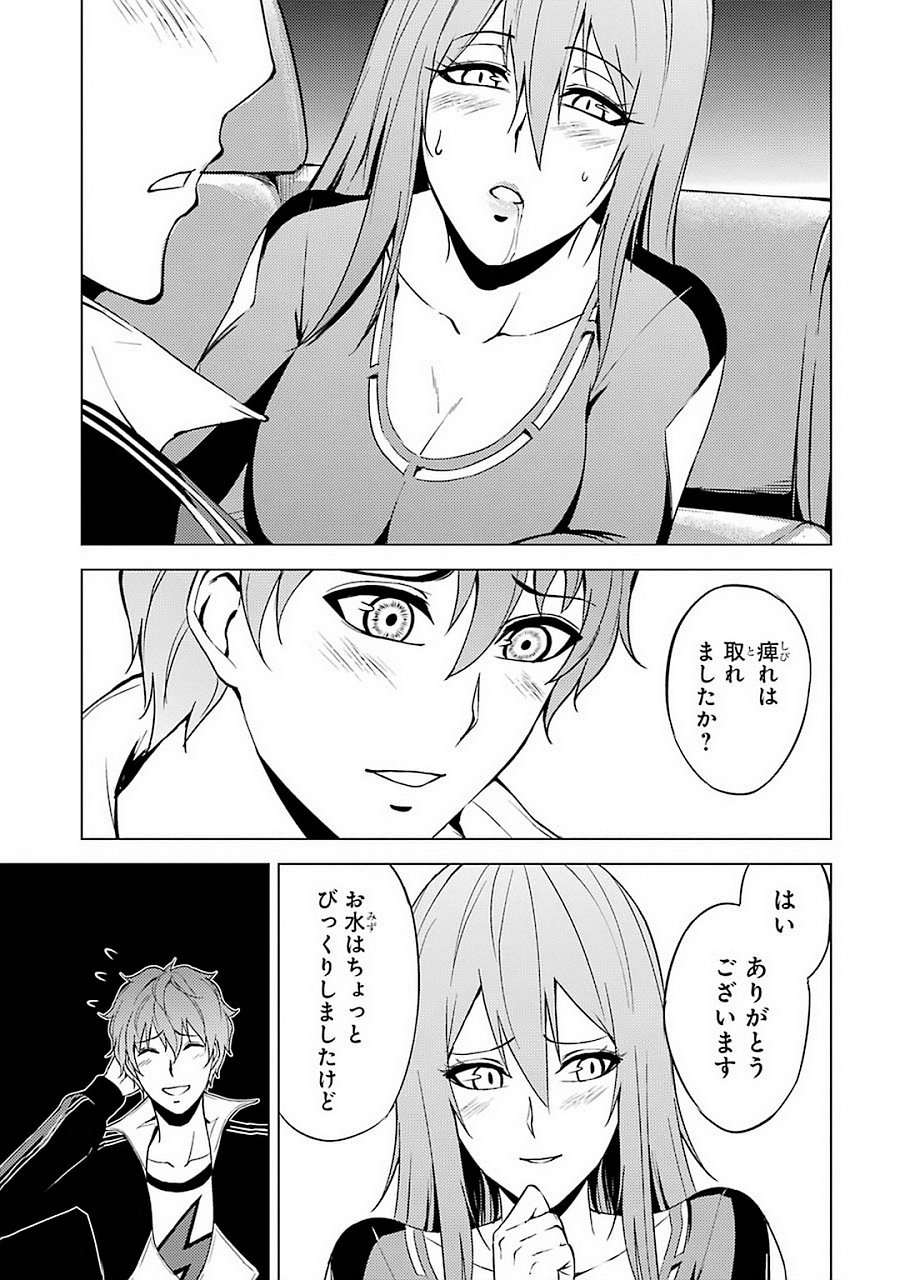 痺れは
取れ
ましたか?
はい
ありがとう
ございます
お水はちょっと
びっくりしましたけど